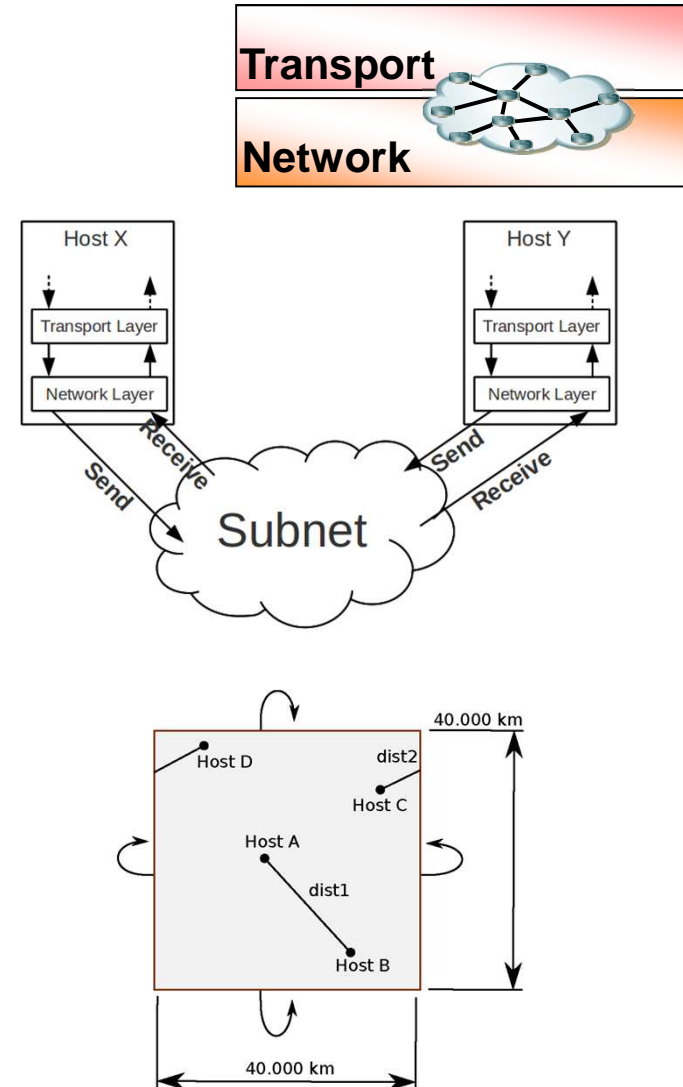 Transport
Network
Host X
Host Y
Transport Layer
Transport Layer
Network Layer
Network Layer
Send
Receive
Send
Receive
Subnet
40.000 km
Host D
dist2
Host C
Host A
dist1
Host B
40.000 km